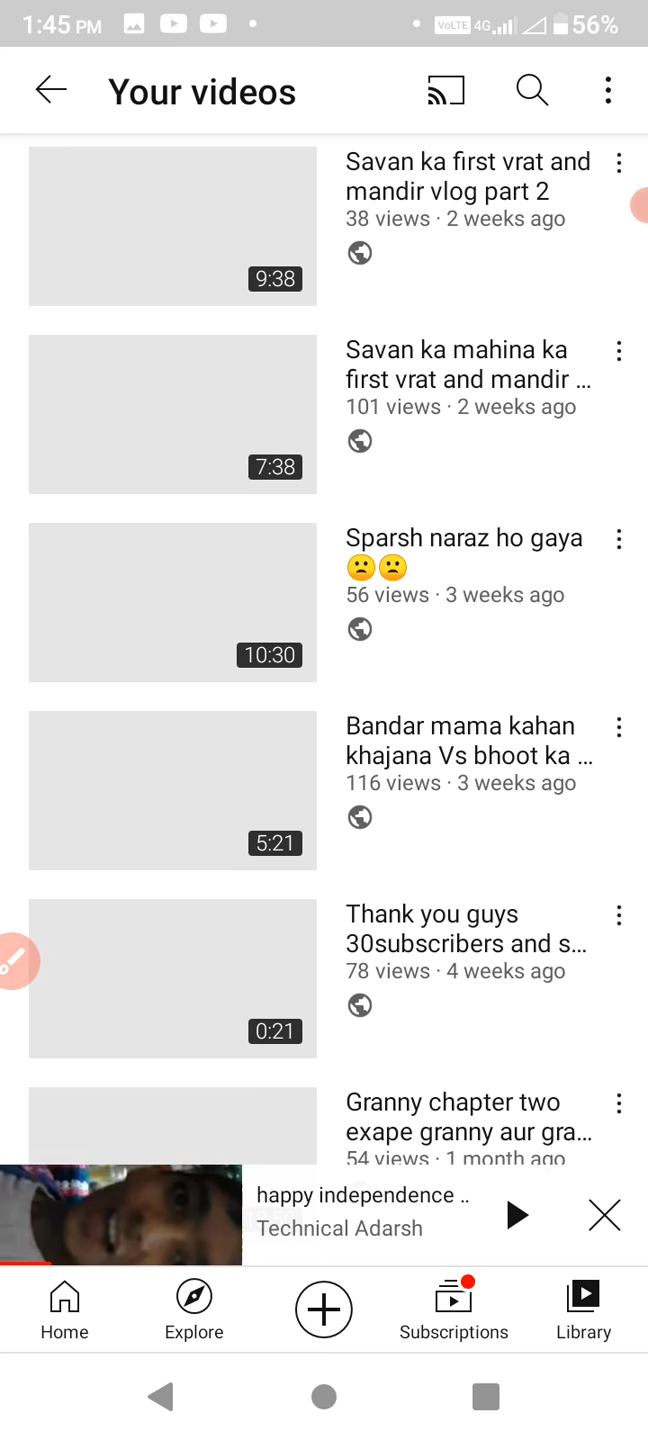 1:45 PM
VoLTE 4G 56%
Your videos
Savan ka first vrat and
mandir vlog part 2
38 views · 2 weeks ago
9:38
Savan ka mahina ka
first vrat and mandir ...
101 views · 2 weeks ago
7:38
Sparsh naraz ho gaya
😟😟
56 views · 3 weeks ago
10:30
Bandar mama kahan
khajana Vs bhoot ka ...
116 views · 3 weeks ago
5:21
Thank you guys
30subscribers and s...
78 views · 4 weeks ago
0:21
Granny chapter two
exape granny aur gra...
54 views · 1 month ago
happy independence ..
Technical Adarsh
Home
Explore
Subscriptions
Library